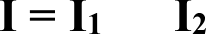 I = I₁ I₂